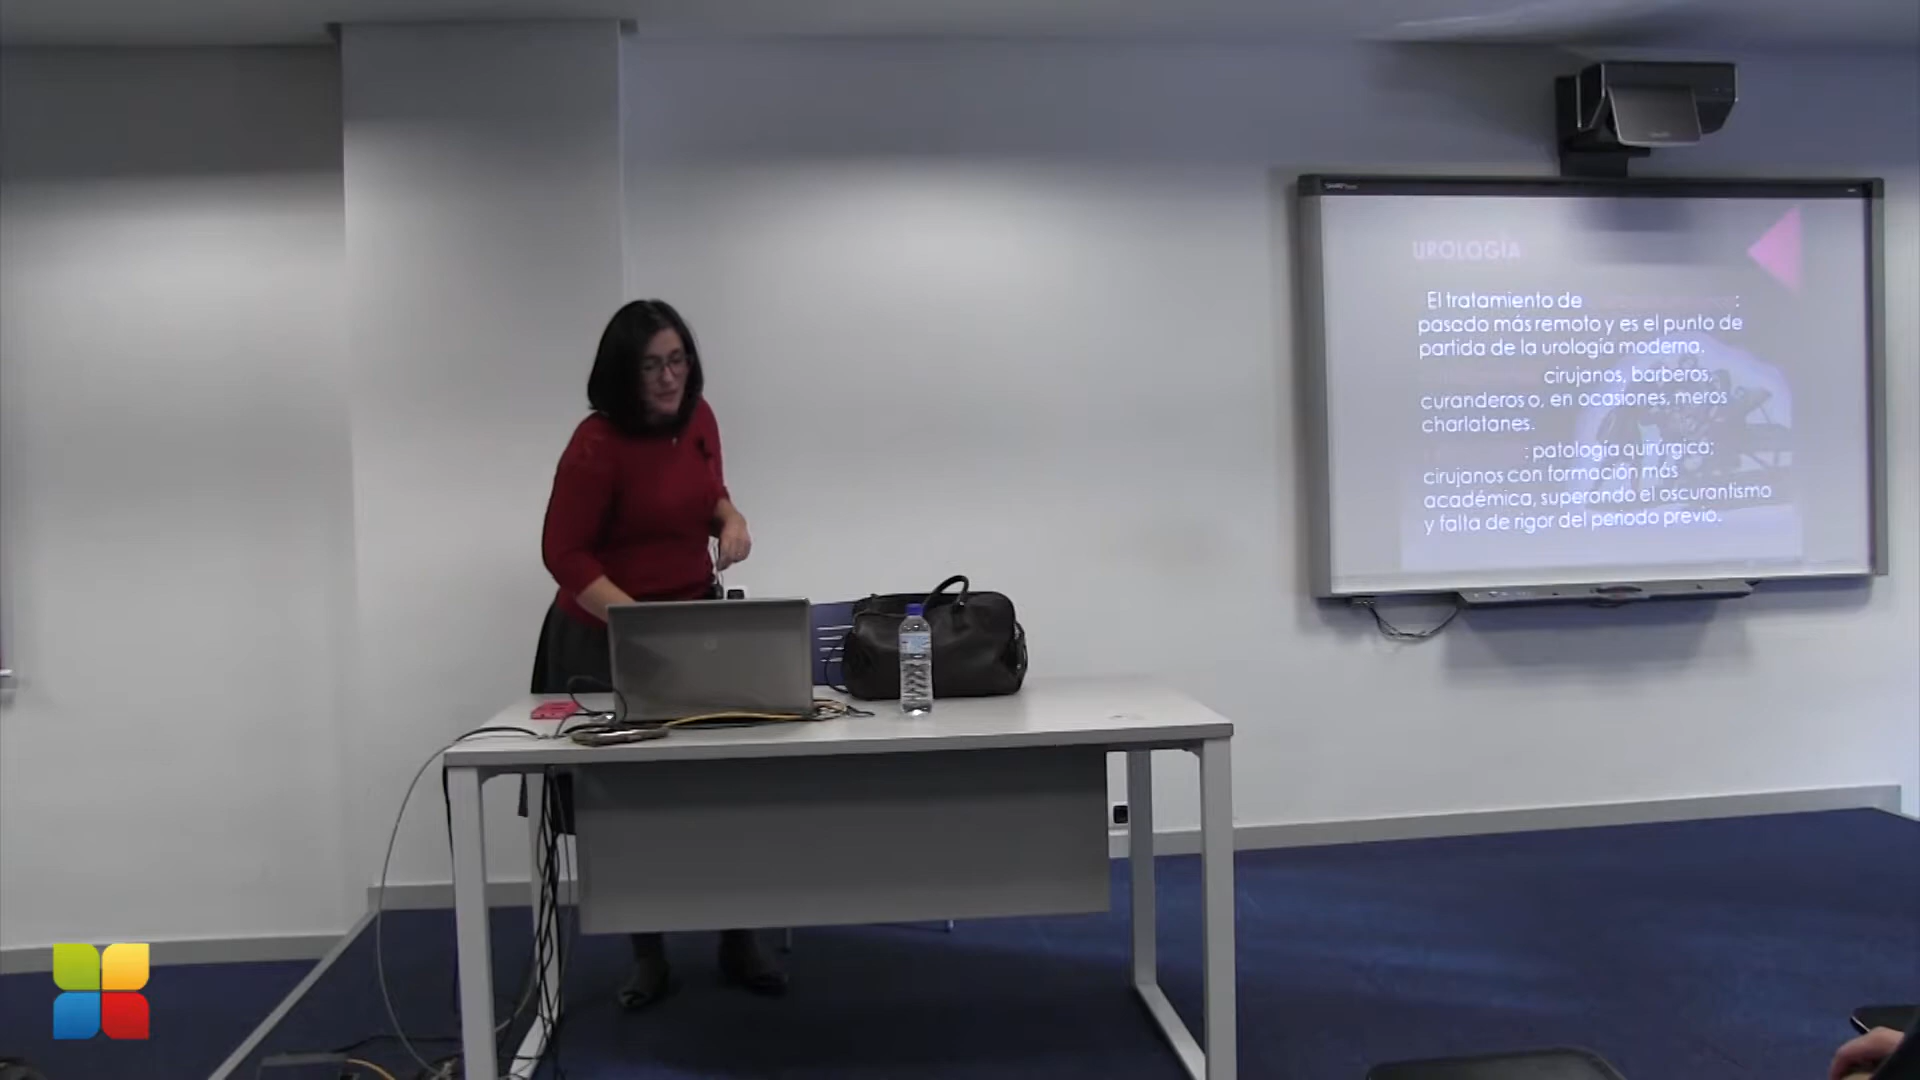 UROLOGÍA
El tratamiento de :
pasado más remoto y es el punto de
partida de la urología moderna.
cirujanos, barberos,
curanderos o, en ocasiones, meros
charlatanes.
: patología quirúrgica;
cirujanos con formación más
académica, superando el oscurantismo
y falta de rigor del periodo previo.